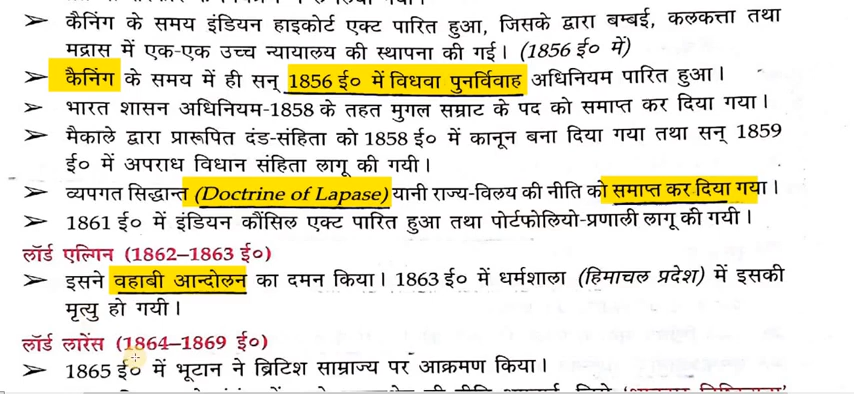 ➢ कैनिंग के समय इंडियन हाइकोर्ट एक्ट पारित हुआ, जिसके द्वारा बम्बई, कलकत्ता तथा
मद्रास में एक-एक उच्च न्यायालय की स्थापना की गई। (1856 ई० में)
➢ कैनिंग के समय में ही सन् 1856 ई० में विधवा पुनर्विवाह अधिनियम पारित हुआ।
➢ भारत शासन अधिनियम-1858 के तहत मुगल सम्राट के पद को समाप्त कर दिया गया।
➢ मैकाले द्वारा प्रारूपित दंड-संहिता को 1858 ई० में कानून बना दिया गया तथा सन् 1859
ई० में अपराध विधान संहिता लागू की गयी।
➢ व्यपगत सिद्धान्त (Doctrine of Lapase) यानी राज्य-विलय की नीति को समाप्त कर दिया गया।
➢ 1861 ई० में इंडियन कौंसिल एक्ट पारित हुआ तथा पोर्टफोलियो-प्रणाली लागू की गयी।
लॉर्ड एल्गिन (1862–1863 ई०)
➢ इसने वहाबी आन्दोलन का दमन किया। 1863 ई० में धर्मशाला (हिमाचल प्रदेश) में इसकी
मृत्यु हो गयी।
लॉर्ड लारेंस (1864–1869 ई०)
➢ 1865 ई० में भूटान ने ब्रिटिश साम्राज्य पर आक्रमण किया।